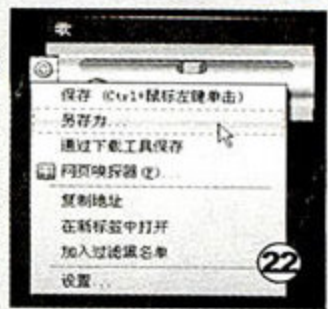 保存 (Ctrl+鼠标左键单击)
另存为...
通过下载工具保存
网页嗅探器(Z)...
复制地址
在新标签中打开
加入过滤黑名单
设置...
22